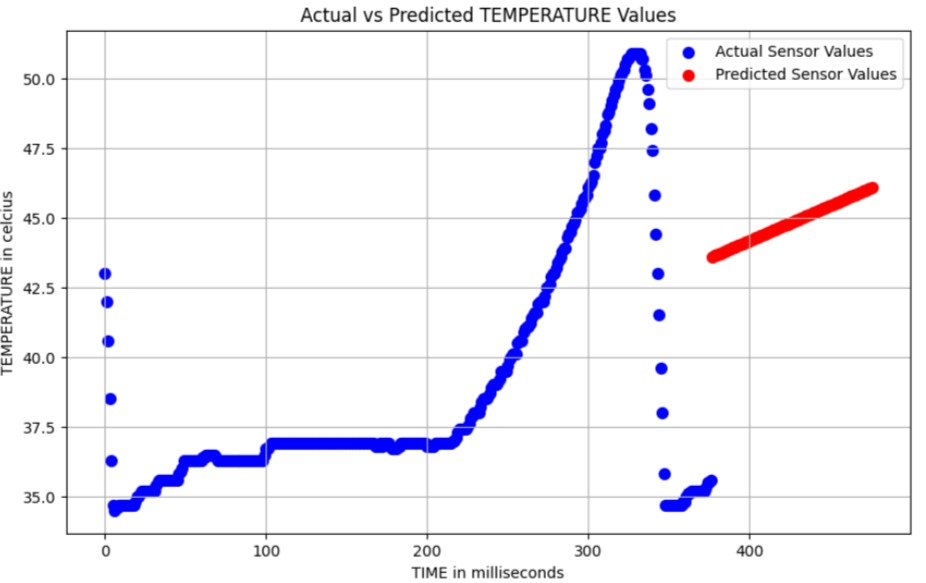 Actual vs Predicted TEMPERATURE Values
Actual Sensor Values
Predicted Sensor Values
TEMPERATURE in celcius
50.0
47.5
45.0
42.5
40.0
37.5
35.0
0
100
200
300
400
TIME in milliseconds